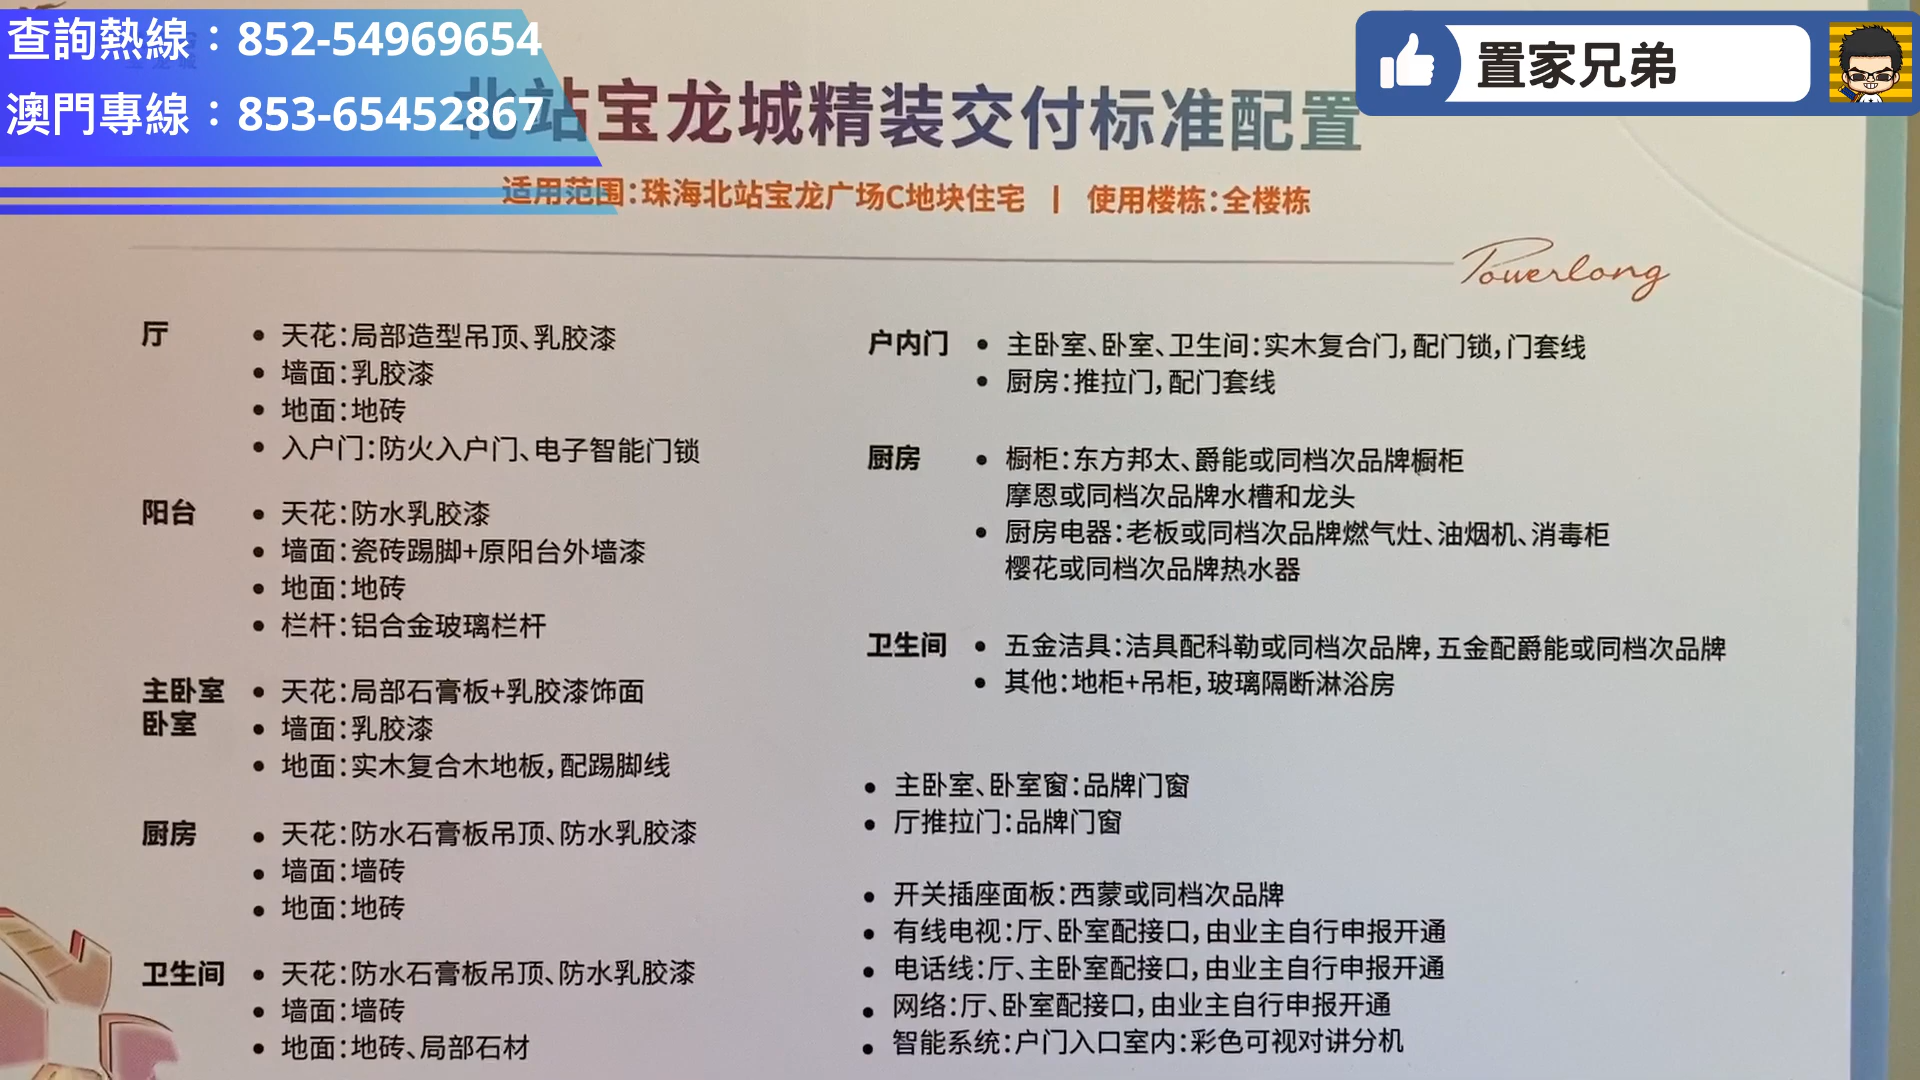 查詢熱線：852-54969654
澳門專線：853-65452867
置家兄弟
北站宝龙城精装交付标准配置
适用范围：珠海北站宝龙广场C地块住宅 | 使用楼栋：全楼栋
Powerlong
厅
• 天花：局部造型吊顶、乳胶漆
• 墙面：乳胶漆
• 地面：地砖
• 入户门：防火入户门、电子智能门锁
阳台
• 天花：防水乳胶漆
• 墙面：瓷砖踢脚+原阳台外墙漆
• 地面：地砖
• 栏杆：铝合金玻璃栏杆
主卧室
卧室
• 天花：局部石膏板+乳胶漆饰面
• 墙面：乳胶漆
• 地面：实木复合木地板，配踢脚线
厨房
• 天花：防水石膏板吊顶、防水乳胶漆
• 墙面：墙砖
• 地面：地砖
卫生间
• 天花：防水石膏板吊顶、防水乳胶漆
• 墙面：墙砖
• 地面：地砖、局部石材
户内门
• 主卧室、卧室、卫生间：实木复合门，配门锁，门套线
• 厨房：推拉门，配门套线
厨房
• 橱柜：东方邦太、爵能或同档次品牌橱柜
摩恩或同档次品牌水槽和龙头
• 厨房电器：老板或同档次品牌燃气灶、油烟机、消毒柜
樱花或同档次品牌热水器
卫生间
• 五金洁具：洁具配科勒或同档次品牌，五金配爵能或同档次品牌
• 其他：地柜+吊柜，玻璃隔断淋浴房
• 主卧室、卧室窗：品牌门窗
• 厅推拉门：品牌门窗
• 开关插座面板：西蒙或同档次品牌
• 有线电视：厅、卧室配接口，由业主自行申报开通
• 电话线：厅、主卧室配接口，由业主自行申报开通
• 网络：厅、卧室配接口，由业主自行申报开通
• 智能系统：户门入口室内：彩色可视对讲分机